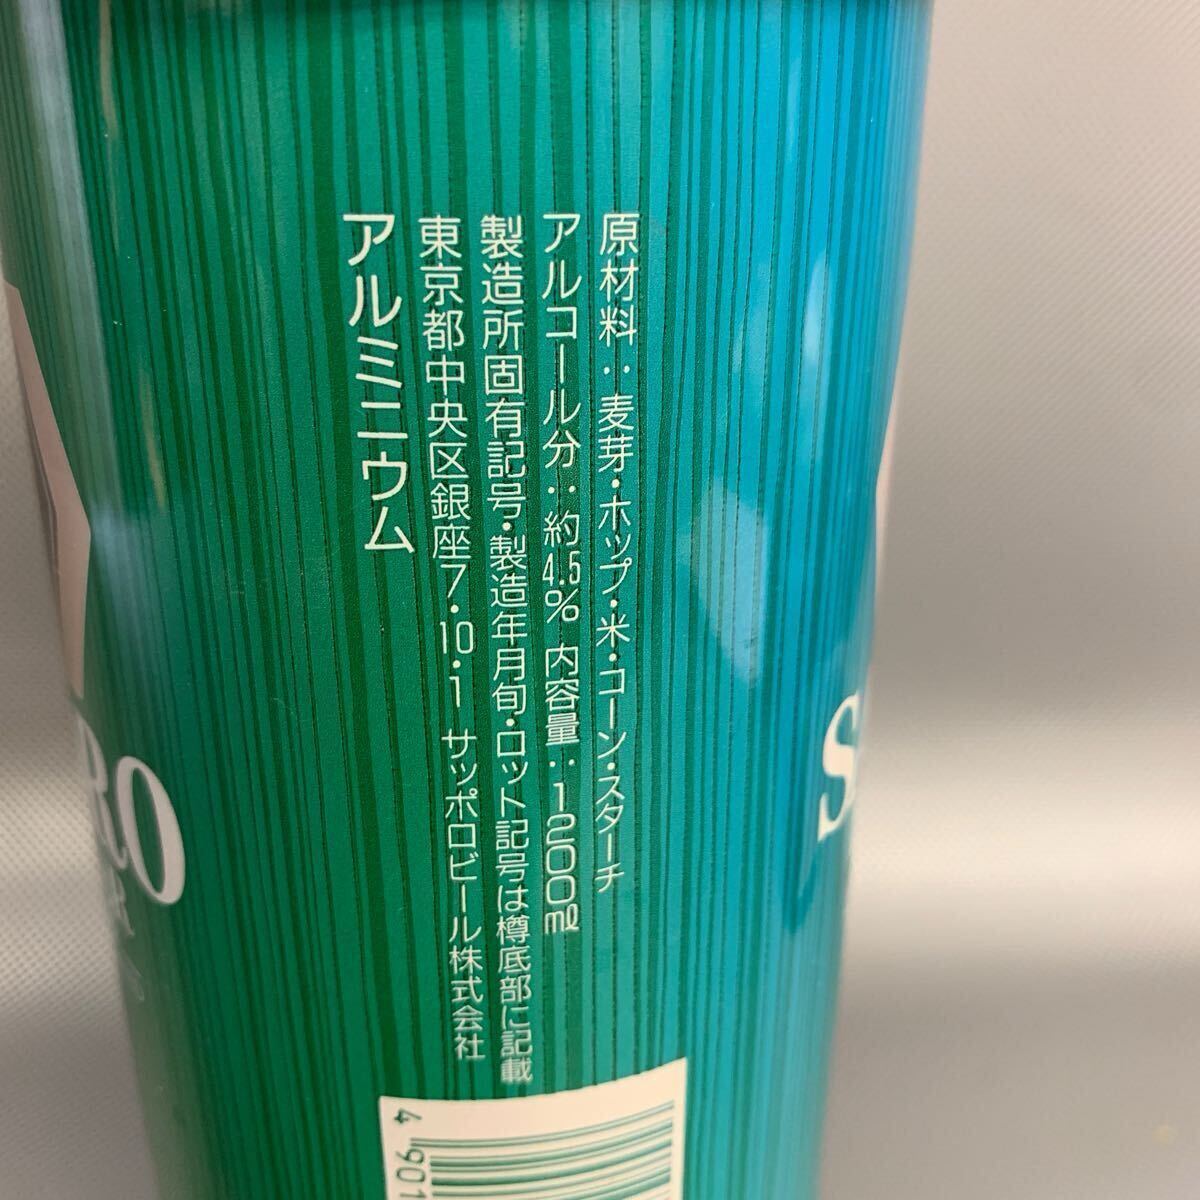 原材料：麦芽・ホップ・米・コーン・スターチ
アルコール分：約4.5% 内容量：1200ml
製造所固有記号・製造年月旬・ロット記号は樽底部に記載
東京都中央区銀座7・10・1 サッポロビール株式会社
アルミニウム
RO
S
4 901